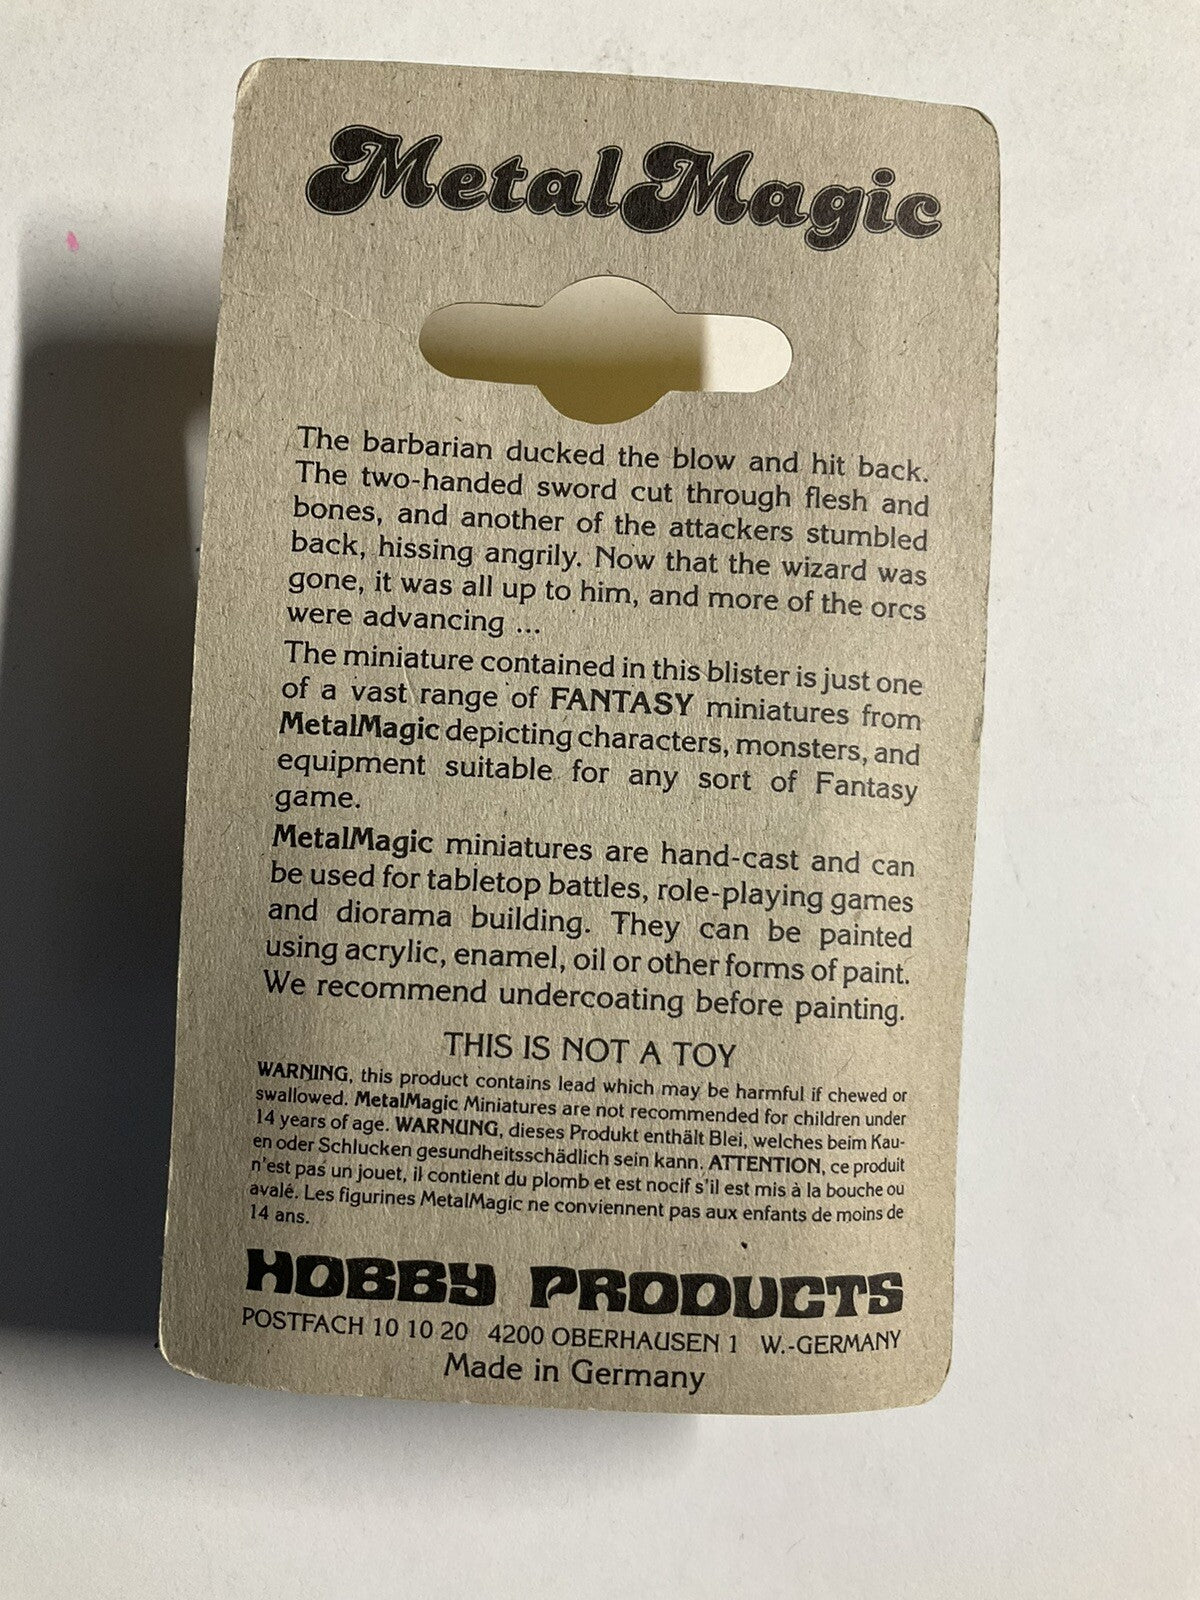 MetalMagic
The barbarian ducked the blow and hit back.
The two-handed sword cut through flesh and
bones, and another of the attackers stumbled
back, hissing angrily. Now that the wizard was
gone, it was all up to him, and more of the orcs
were advancing ...
The miniature contained in this blister is just one
of a vast range of FANTASY miniatures from
MetalMagic depicting characters, monsters, and
equipment suitable for any sort of Fantasy
game.
MetalMagic miniatures are hand-cast and can
be used for tabletop battles, role-playing games
and diorama building. They can be painted
using acrylic, enamel, oil or other forms of paint.
We recommend undercoating before painting.
THIS IS NOT A TOY
WARNING, this product contains lead which may be harmful if chewed or
swallowed. MetalMagic Miniatures are not recommended for children under
14 years of age. WARNUNG, dieses Produkt enthält Blei, welches beim Kau-
en oder Schlucken gesundheitsschädlich sein kann. ATTENTION, ce produit
n'est pas un jouet, il contient du plomb et est nocif s'il est mis à la bouche ou
avalé. Les figurines MetalMagic ne conviennent pas aux enfants de moins de
14 ans.
HOBBY PRODUCTS
POSTFACH 10 10 20 4200 OBERHAUSEN 1 W.-GERMANY
Made in Germany